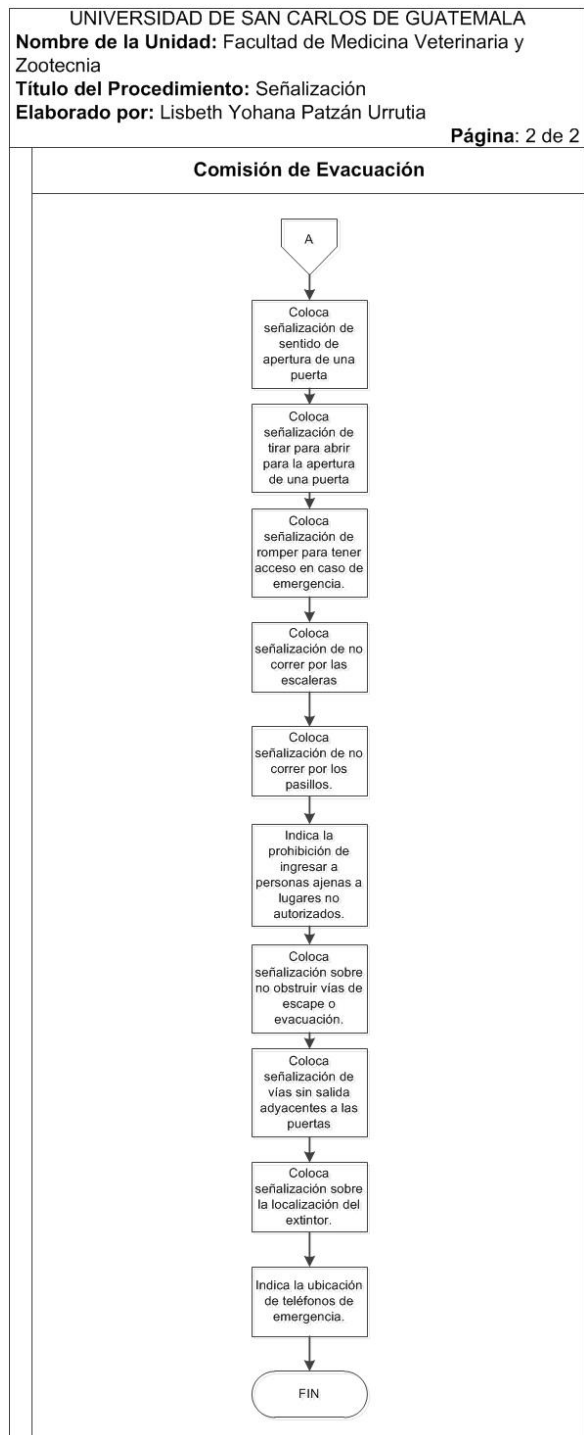 UNIVERSIDAD DE SAN CARLOS DE GUATEMALA
Nombre de la Unidad: Facultad de Medicina Veterinaria y
Zootecnia
Título del Procedimiento: Señalización
Elaborado por: Lisbeth Yohana Patzán Urrutia
Página: 2 de 2
Comisión de Evacuación
A
Coloca
señalización de
sentido de
apertura de una
puerta
Coloca
señalización de
tirar para abrir
para la apertura
de una puerta
Coloca
señalización de
romper para tener
acceso en caso de
emergencia.
Coloca
señalización de no
correr por las
escaleras
Coloca
señalización de no
correr por los
pasillos.
Indica la
prohibición de
ingresar a
personas ajenas a
lugares no
autorizados.
Coloca
señalización sobre
no obstruir vías de
escape o
evacuación.
Coloca
señalización de
vías sin salida
adyacentes a las
puertas
Coloca
señalización sobre
la localización del
extintor.
Indica la ubicación
de teléfonos de
emergencia.
FIN